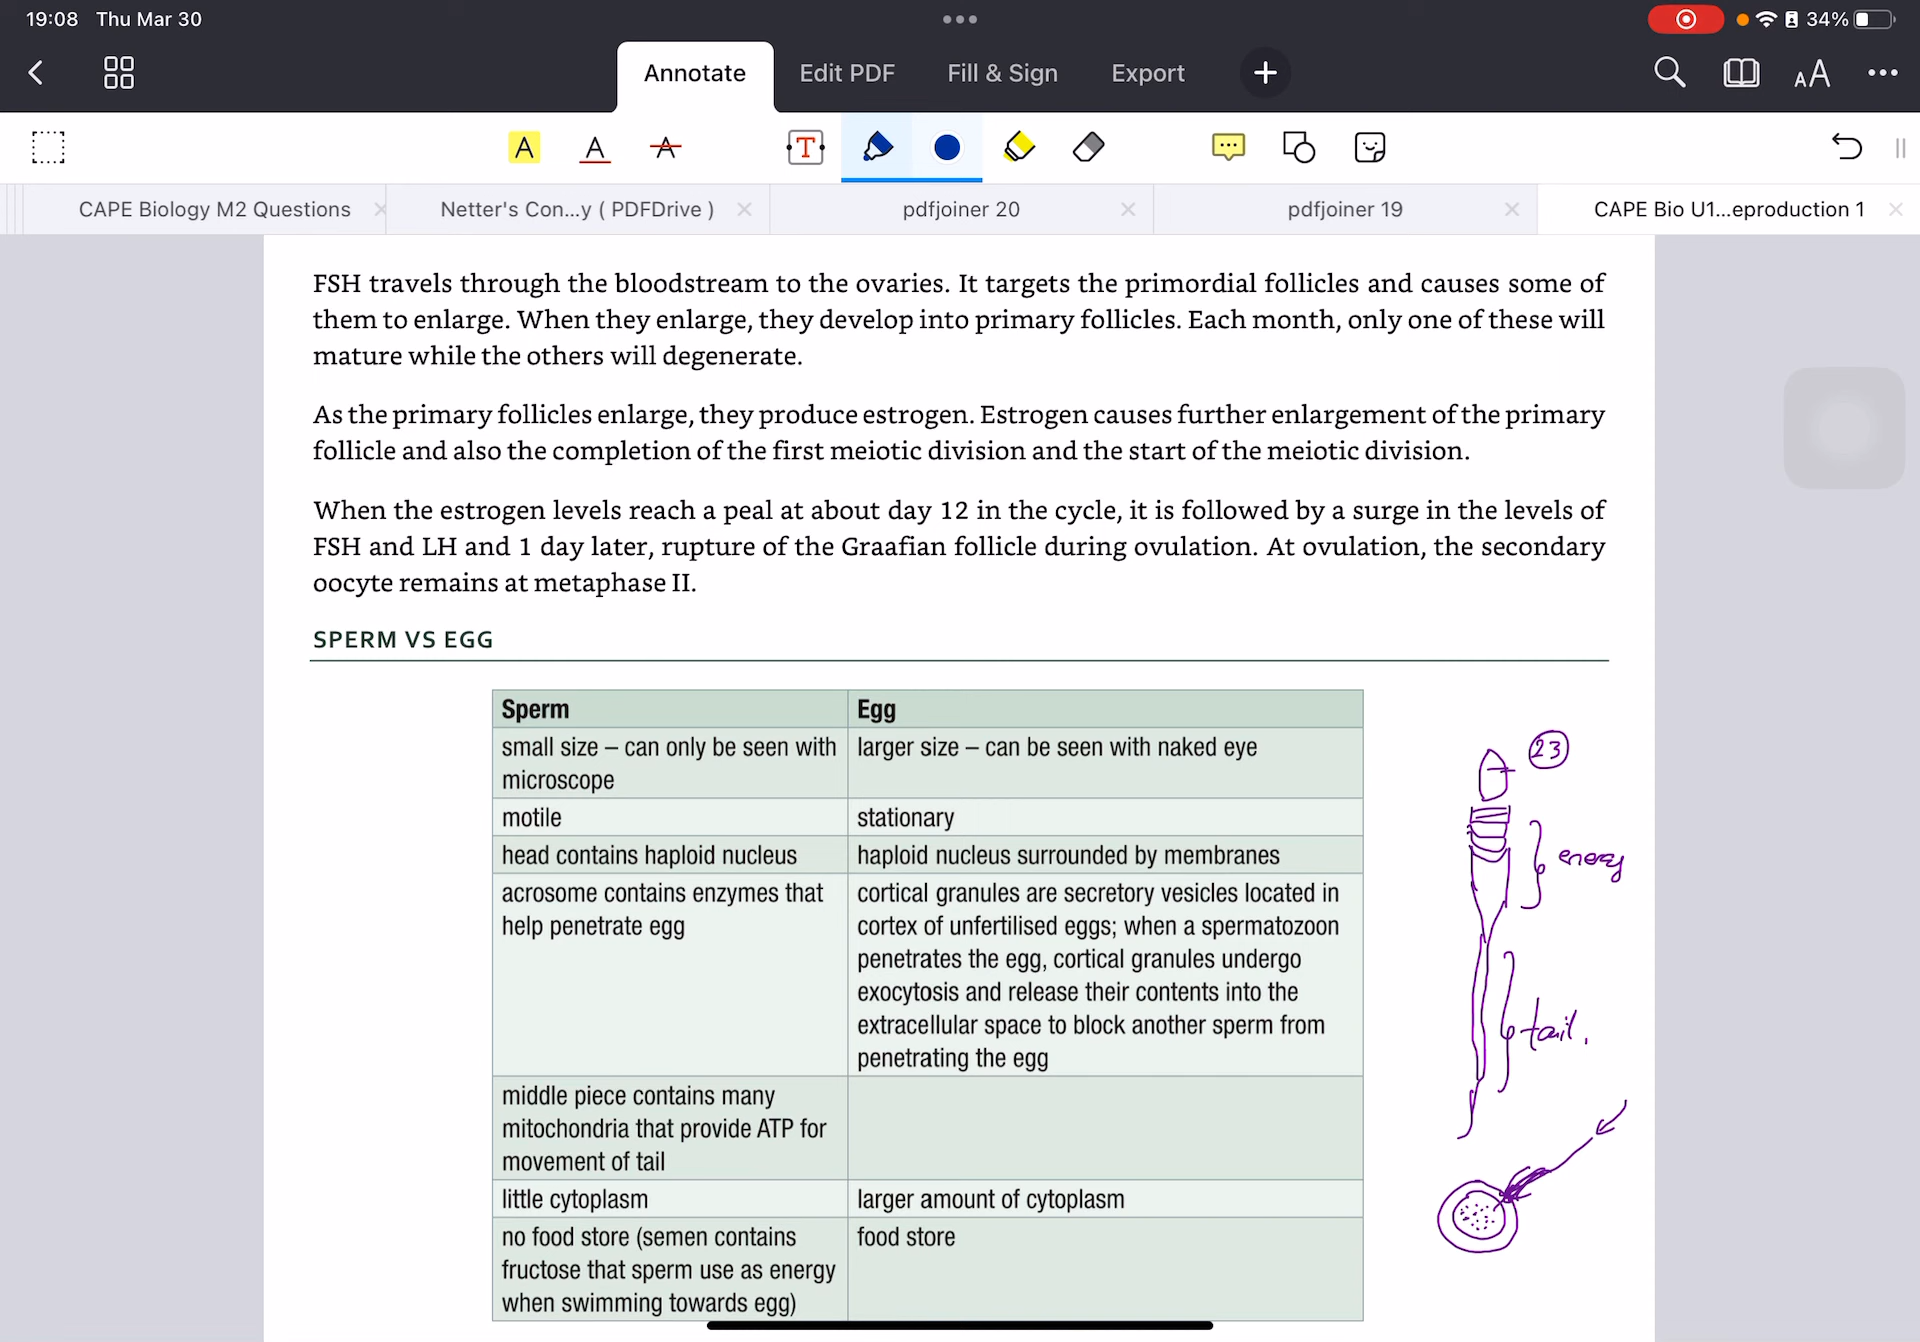 19:08 Thu Mar 30
34%
Annotate Edit PDF Fill & Sign Export
AA
A A A T
CAPE Biology M2 Questions Netter's Con...y ( PDFDrive ) pdfjoiner 20 pdfjoiner 19 CAPE Bio U1...eproduction 1
FSH travels through the bloodstream to the ovaries. It targets the primordial follicles and causes some of
them to enlarge. When they enlarge, they develop into primary follicles. Each month, only one of these will
mature while the others will degenerate.
As the primary follicles enlarge, they produce estrogen. Estrogen causes further enlargement of the primary
follicle and also the completion of the first meiotic division and the start of the meiotic division.
When the estrogen levels reach a peal at about day 12 in the cycle, it is followed by a surge in the levels of
FSH and LH and 1 day later, rupture of the Graafian follicle during ovulation. At ovulation, the secondary
oocyte remains at metaphase II.
SPERM VS EGG
Sperm Egg
small size – can only be seen with
microscope
larger size – can be seen with naked eye
motile stationary
head contains haploid nucleus haploid nucleus surrounded by membranes
acrosome contains enzymes that
help penetrate egg
cortical granules are secretory vesicles located in
cortex of unfertilised eggs; when a spermatozoon
penetrates the egg, cortical granules undergo
exocytosis and release their contents into the
extracellular space to block another sperm from
penetrating the egg
middle piece contains many
mitochondria that provide ATP for
movement of tail
little cytoplasm larger amount of cytoplasm
no food store (semen contains
fructose that sperm use as energy
when swimming towards egg)
food store
23
energy
tail.